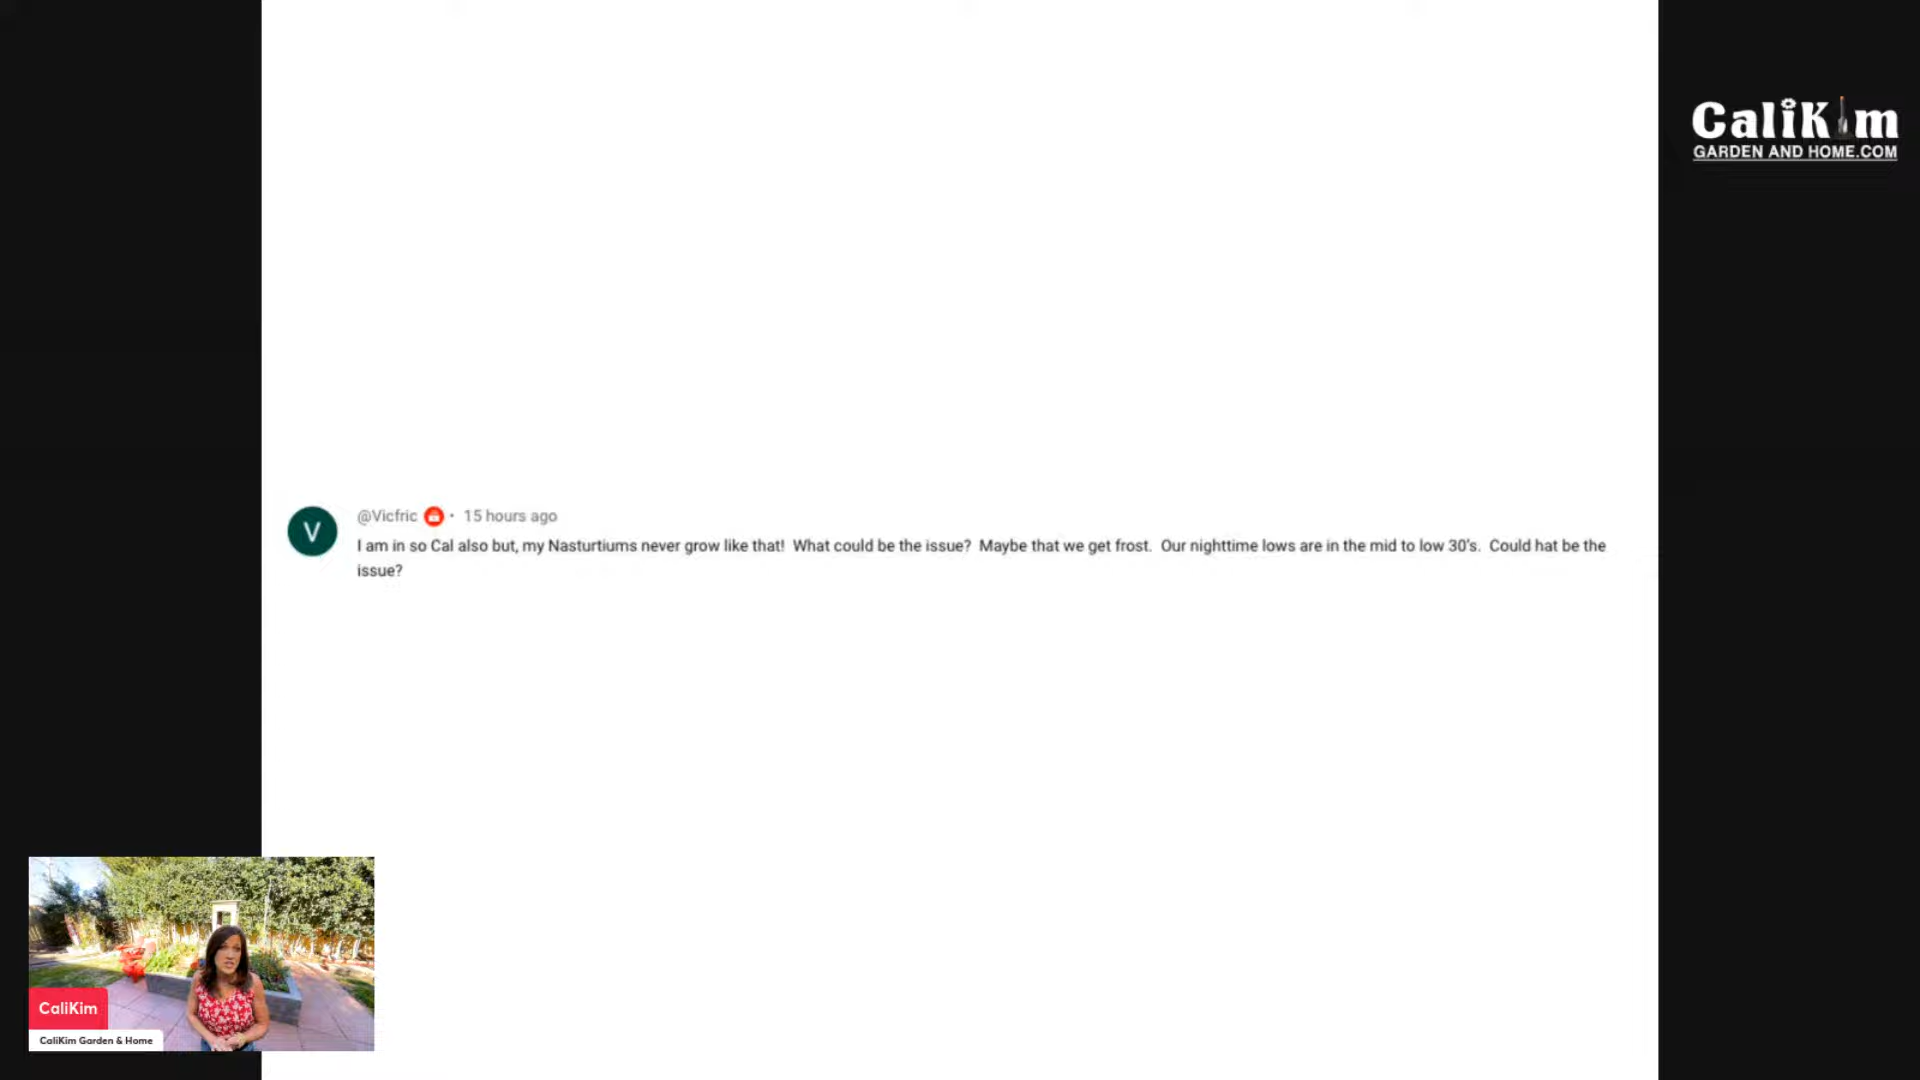 CaliKim
GARDEN AND HOME.COM
V
@Vicfric • 15 hours ago
I am in so Cal also but, my Nasturtiums never grow like that! What could be the issue? Maybe that we get frost. Our nighttime lows are in the mid to low 30's. Could hat be the
issue?
CaliKim
CaliKim Garden & Home